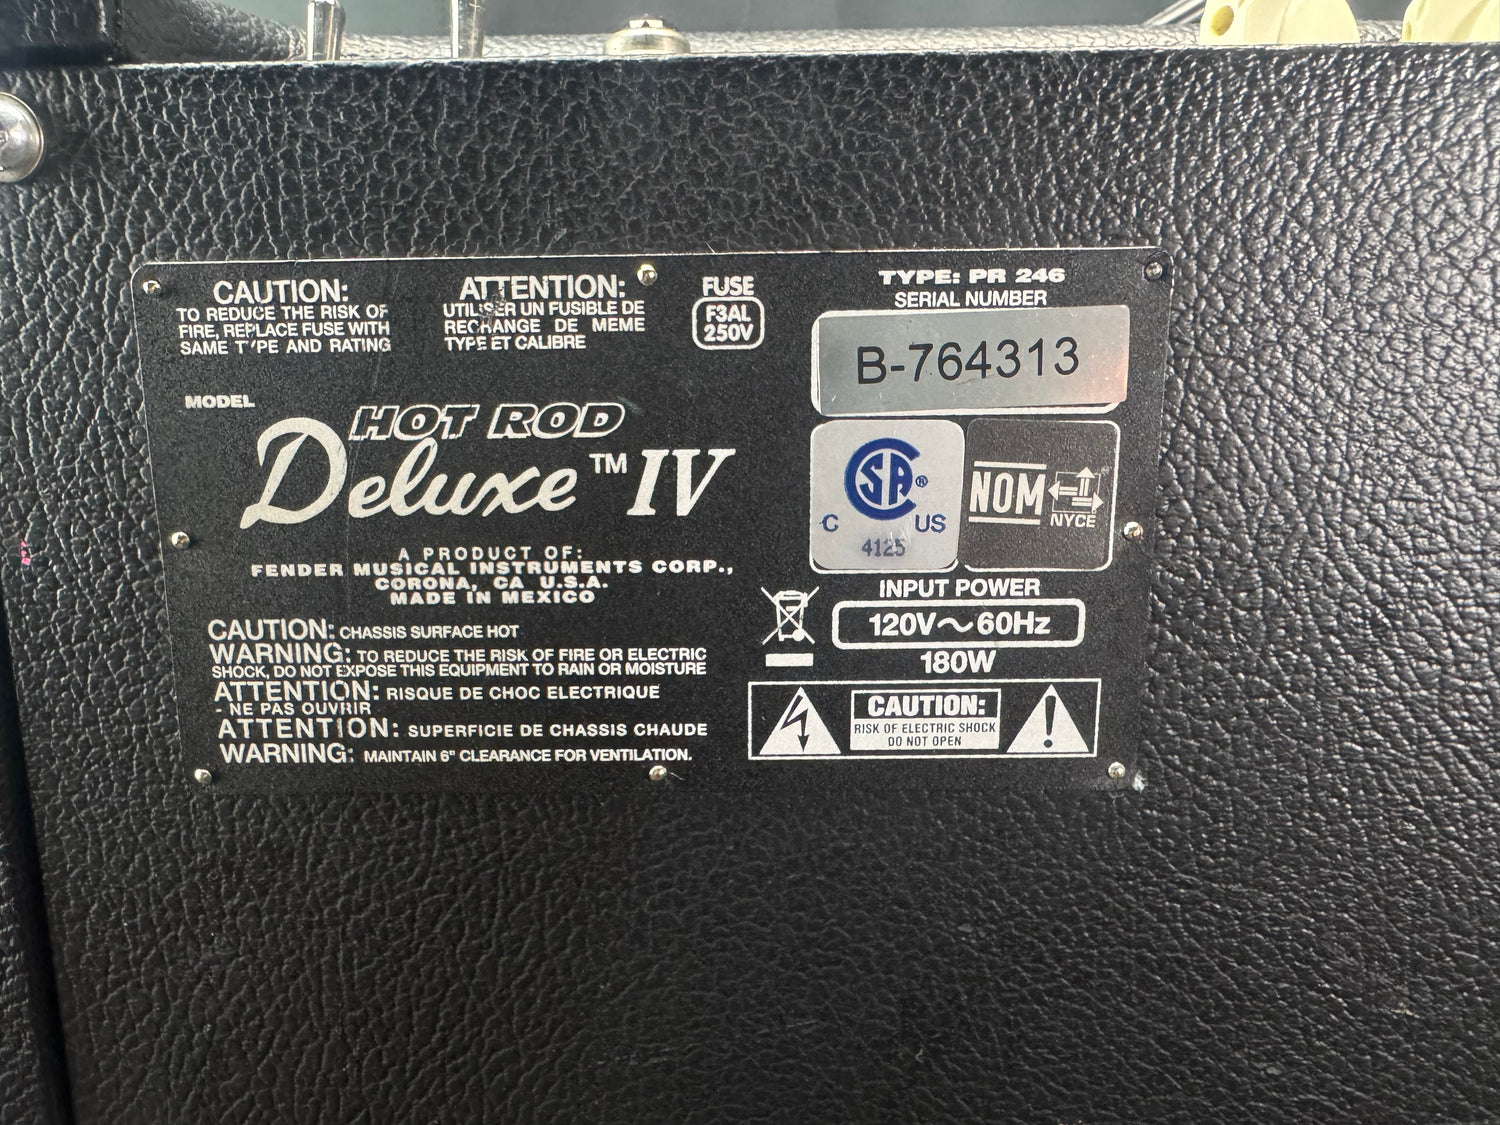 CAUTION:
TO REDUCE THE RISK OF
FIRE, REPLACE FUSE WITH
SAME TYPE AND RATING
ATTENTION:
UTILISER UN FUSIBLE DE
RECHANGE DE MEME
TYPE ET CALIBRE
FUSE
F3AL
250V
TYPE: PR 246
SERIAL NUMBER
B-764313
MODEL
HOT ROD
Deluxe™ IV
CSA®
C US
4125
NOM
NYCE
A PRODUCT OF:
FENDER MUSICAL INSTRUMENTS CORP.,
CORONA, CA U.S.A.
MADE IN MEXICO
INPUT POWER
120V~60Hz
180W
CAUTION: CHASSIS SURFACE HOT
WARNING: TO REDUCE THE RISK OF FIRE OR ELECTRIC
SHOCK, DO NOT EXPOSE THIS EQUIPMENT TO RAIN OR MOISTURE
ATTENTION: RISQUE DE CHOC ELECTRIQUE
- NE PAS OUVRIR
ATTENTION: SUPERFICIE DE CHASSIS CHAUDE
WARNING: MAINTAIN 6" CLEARANCE FOR VENTILATION.
CAUTION:
RISK OF ELECTRIC SHOCK
DO NOT OPEN